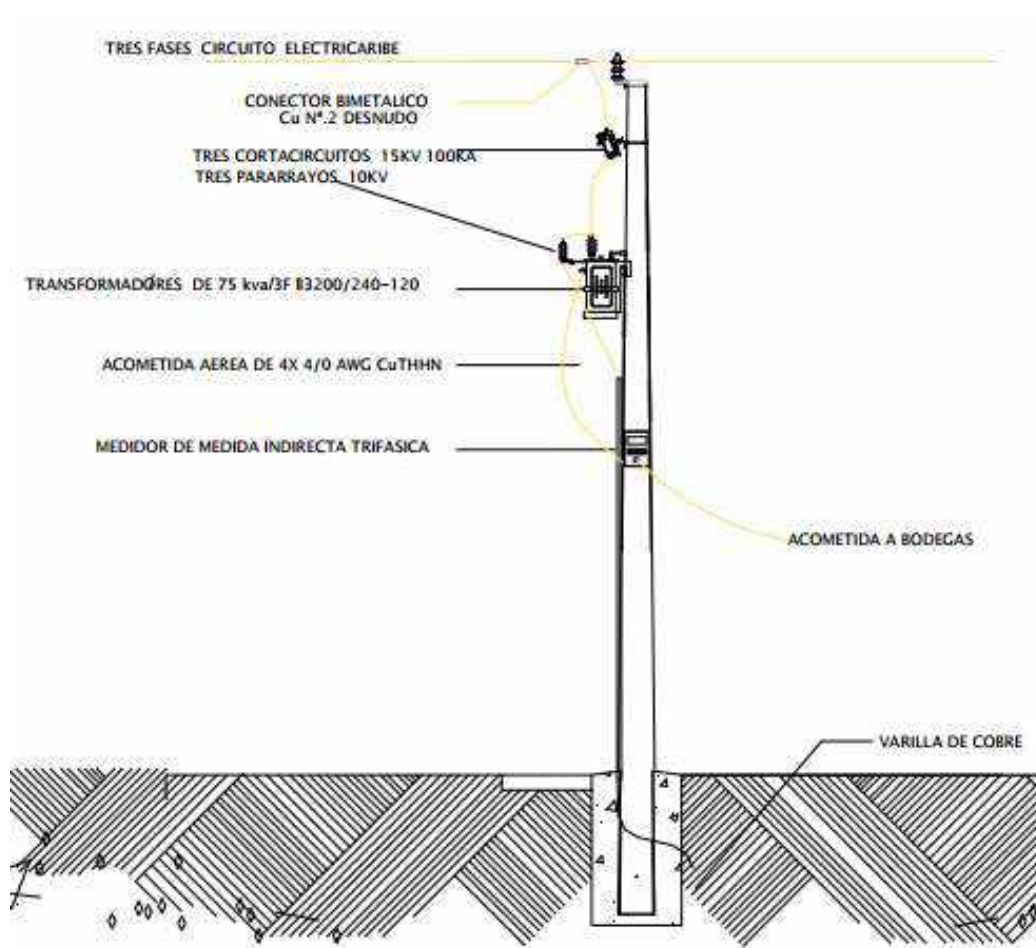 TRES FASES CIRCUITO ELECTRICARIBE
CONECTOR BIMETALICO
Cu Nº.2 DESNUDO
TRES CORTACIRCUITOS 15KV 100KA
TRES PARARRAYOS 10KV
TRANSFORMADORES DE 75 kva/3F 13200/240-120
ACOMETIDA AEREA DE 4X 4/0 AWG CuTHHN
MEDIDOR DE MEDIDA INDIRECTA TRIFASICA
ACOMETIDA A BODEGAS
VARILLA DE COBRE